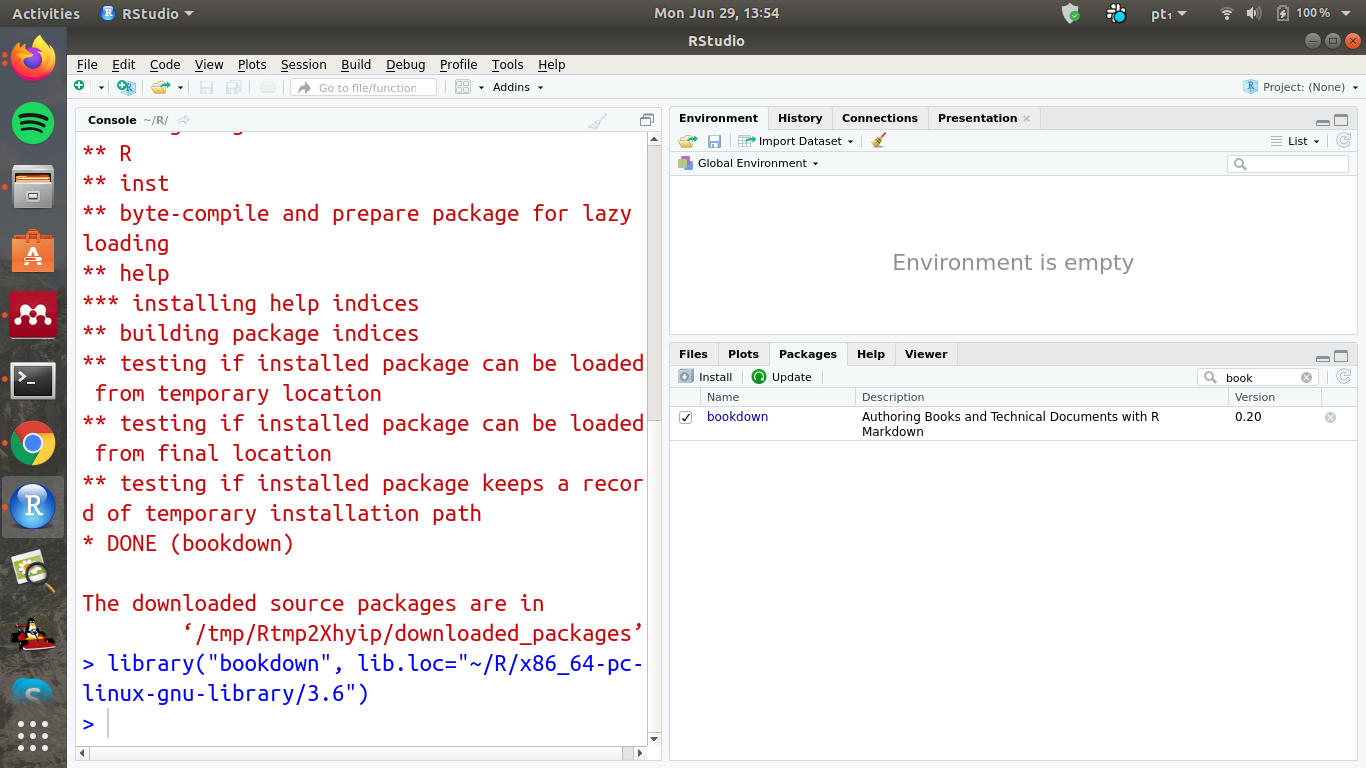 Activities
RStudio
Mon Jun 29, 13:54
pt₁
100 %
RStudio
File Edit Code View Plots Session Build Debug Profile Tools Help
Go to file/function
Addins
Project: (None)
Console ~/R/
** R
** inst
** byte-compile and prepare package for lazy
loading
** help
*** installing help indices
** building package indices
** testing if installed package can be loaded
from temporary location
** testing if installed package can be loaded
from final location
** testing if installed package keeps a recor
d of temporary installation path
* DONE (bookdown)
The downloaded source packages are in
‘/tmp/Rtmp2Xhyip/downloaded_packages’
> library("bookdown", lib.loc="~/R/x86_64-pc-
linux-gnu-library/3.6")
>
Environment History Connections Presentation
Import Dataset
List
Global Environment
Environment is empty
Files Plots Packages Help Viewer
Install Update
book
Name Description Version
bookdown Authoring Books and Technical Documents with R 0.20
Markdown